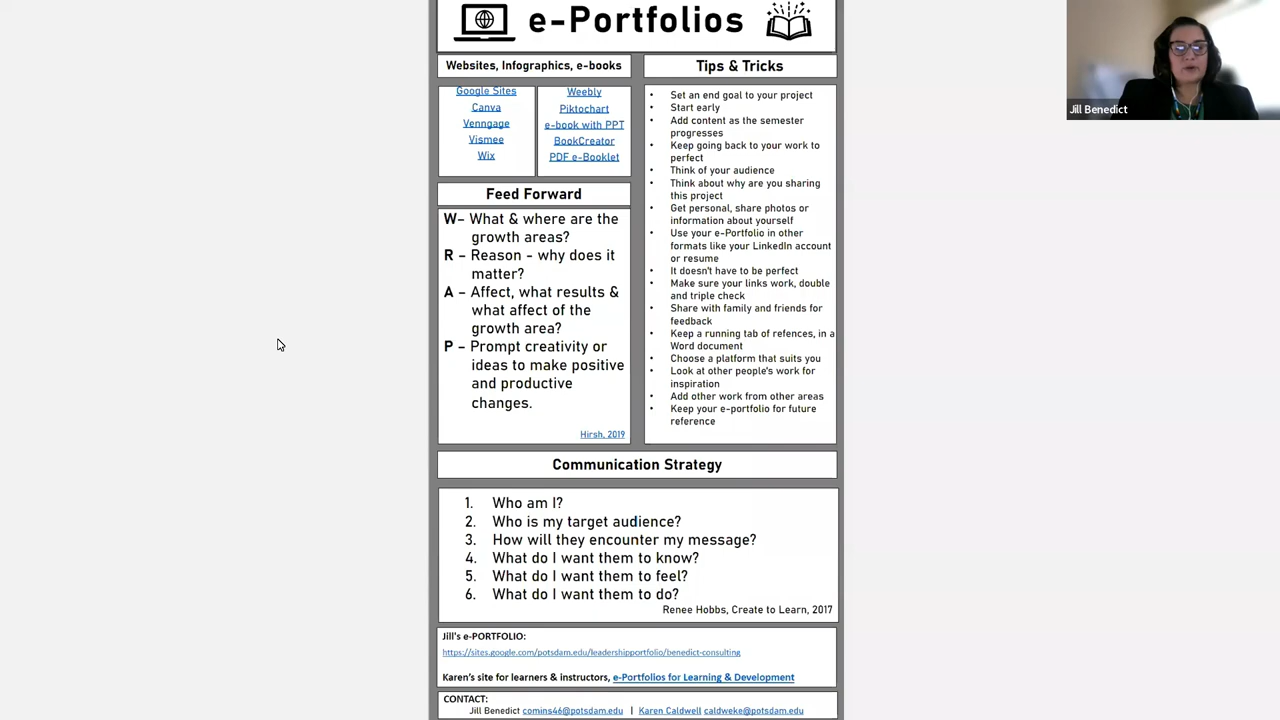 e-Portfolios
Websites, Infographics, e-books
Google Sites
Canva
Venngage
Vismee
Wix
Weebly
Piktochart
e-book with PPT
BookCreator
PDF e-Booklet
Feed Forward
W– What & where are the
growth areas?
R – Reason - why does it
matter?
A – Affect, what results &
what affect of the
growth area?
P – Prompt creativity or
ideas to make positive
and productive
changes.
Hirsh, 2019
Tips & Tricks
• Set an end goal to your project
• Start early
• Add content as the semester
progresses
• Keep going back to your work to
perfect
• Think of your audience
• Think about why are you sharing
this project
• Get personal, share photos or
information about yourself
• Use your e-Portfolio in other
formats like your LinkedIn account
or resume
• It doesn't have to be perfect
• Make sure your links work, double
and triple check
• Share with family and friends for
feedback
• Keep a running tab of refences, in a
Word document
• Choose a platform that suits you
• Look at other people's work for
inspiration
• Add other work from other areas
• Keep your e-portfolio for future
reference
Communication Strategy
1. Who am I?
2. Who is my target audience?
3. How will they encounter my message?
4. What do I want them to know?
5. What do I want them to feel?
6. What do I want them to do?
Renee Hobbs, Create to Learn, 2017
Jill's e-PORTFOLIO:
https://sites.google.com/potsdam.edu/leadershipportfolio/benedict-consulting
Karen's site for learners & instructors, e-Portfolios for Learning & Development
CONTACT:
Jill Benedict comins46@potsdam.edu | Karen Caldwell caldweke@potsdam.edu
Jill Benedict